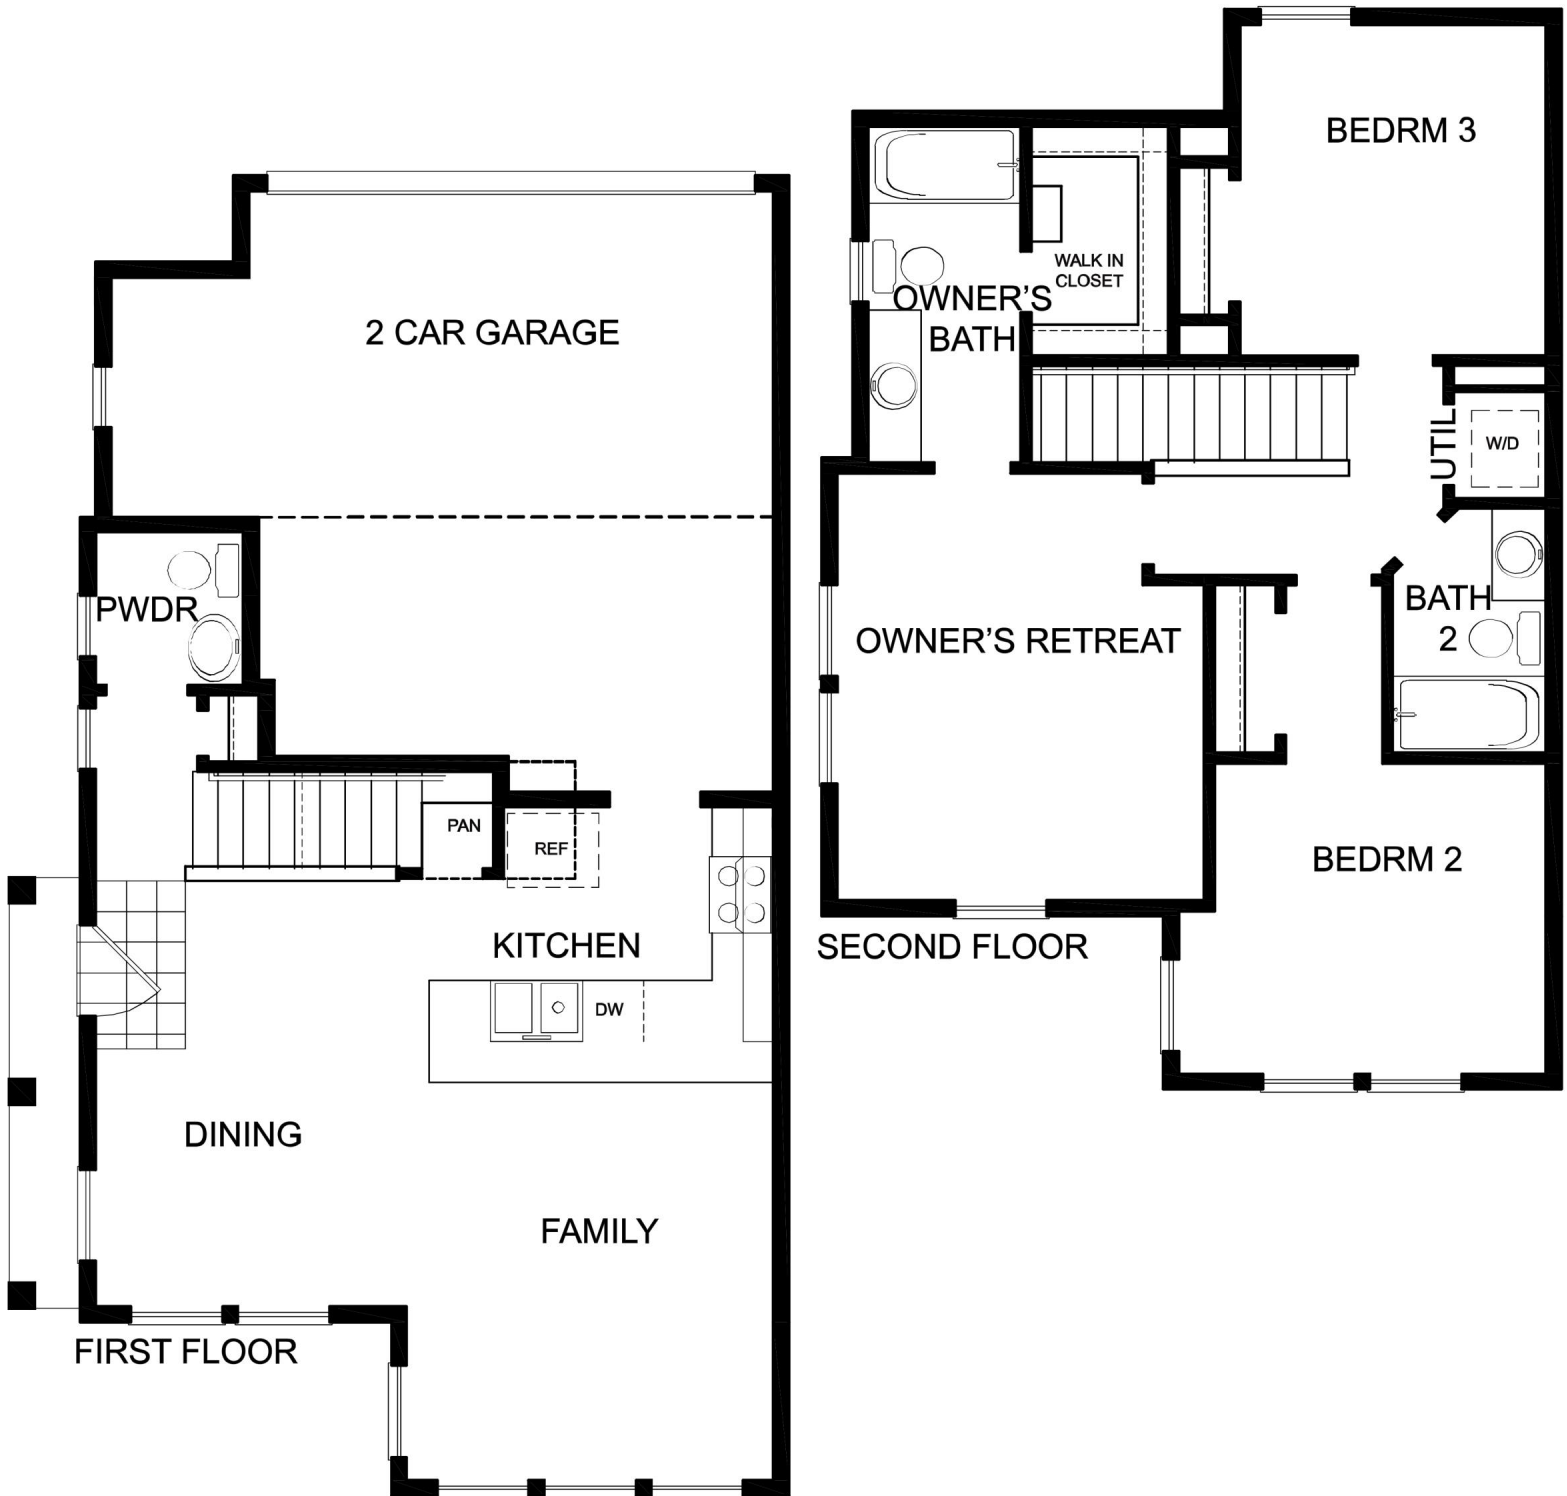 2 CAR GARAGE
PWDR
PAN
REF
KITCHEN
DW
DINING
FAMILY
FIRST FLOOR
BEDRM 3
WALK IN
CLOSET
OWNER'S
BATH
UTIL
W/D
BATH
2
OWNER'S RETREAT
BEDRM 2
SECOND FLOOR